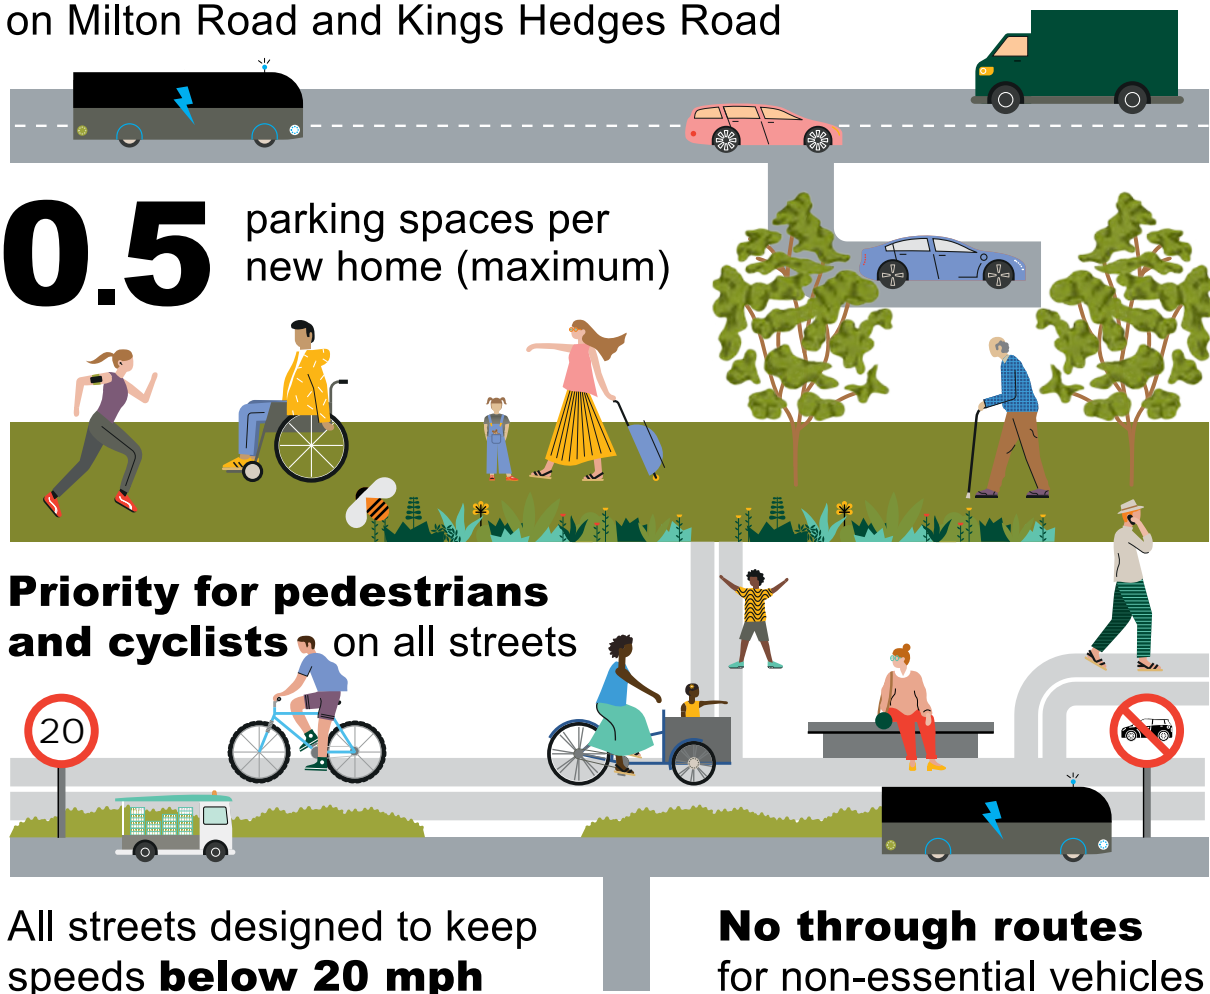 on Milton Road and Kings Hedges Road
0.5
parking spaces per
new home (maximum)
Priority for pedestrians
and cyclists on all streets
20
All streets designed to keep
speeds below 20 mph
No through routes
for non-essential vehicles